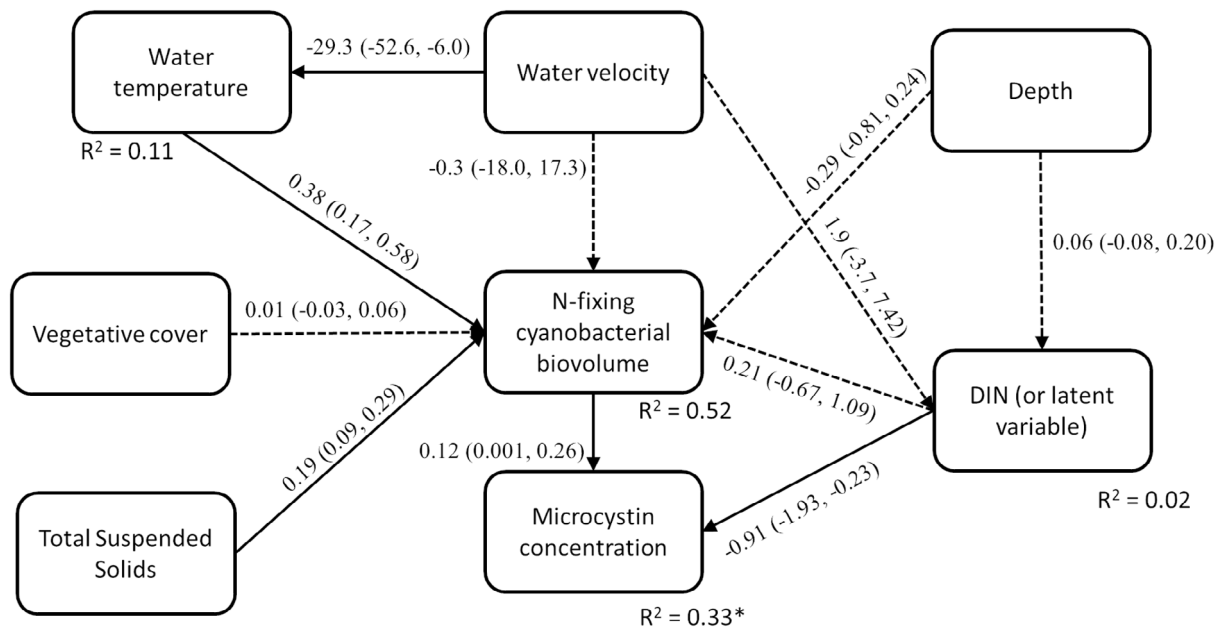 Water
temperature
-29.3 (-52.6, -6.0)
Water velocity
Depth
R² = 0.11
-0.3 (-18.0, 17.3)
-0.29 (-0.81, 0.24)
0.38 (0.17, 0.58)
1.9 (-3.7, 7.42)
0.06 (-0.08, 0.20)
Vegetative cover
0.01 (-0.03, 0.06)
N-fixing
cyanobacterial
biovolume
0.21 (-0.67, 1.09)
R² = 0.52
DIN (or latent
variable)
R² = 0.02
0.19 (0.09, 0.29)
0.12 (0.001, 0.26)
-0.91 (-1.93, -0.23)
Total Suspended
Solids
Microcystin
concentration
R² = 0.33*